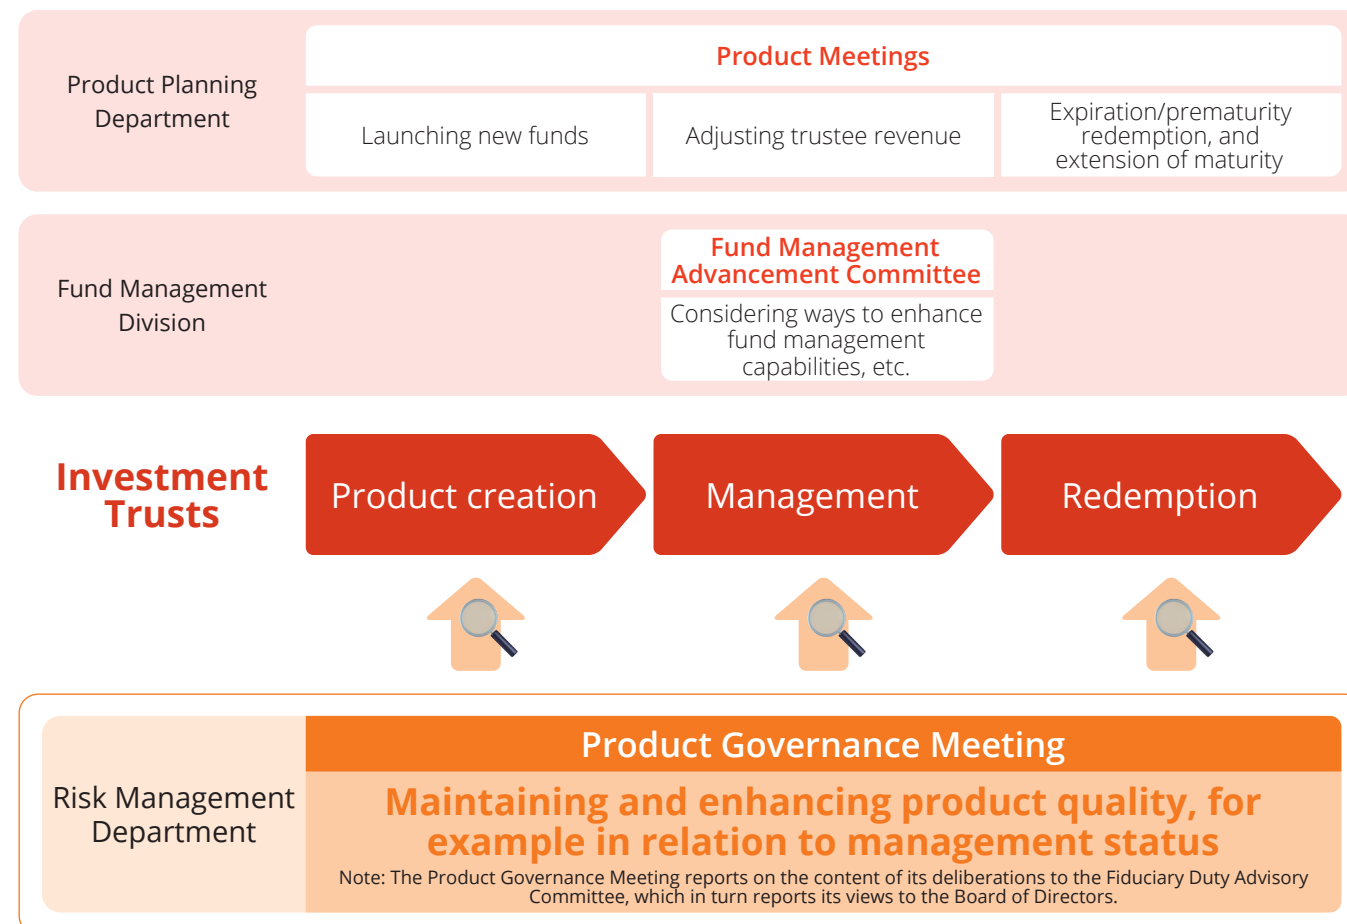 Product Planning
Department
Product Meetings
Launching new funds
Adjusting trustee revenue
Expiration/prematurity
redemption, and
extension of maturity
Fund Management
Division
Fund Management
Advancement Committee
Considering ways to enhance
fund management
capabilities, etc.
Investment
Trusts
Product creation
Management
Redemption
Risk Management
Department
Product Governance Meeting
Maintaining and enhancing product quality, for
example in relation to management status
Note: The Product Governance Meeting reports on the content of its deliberations to the Fiduciary Duty Advisory
Committee, which in turn reports its views to the Board of Directors.